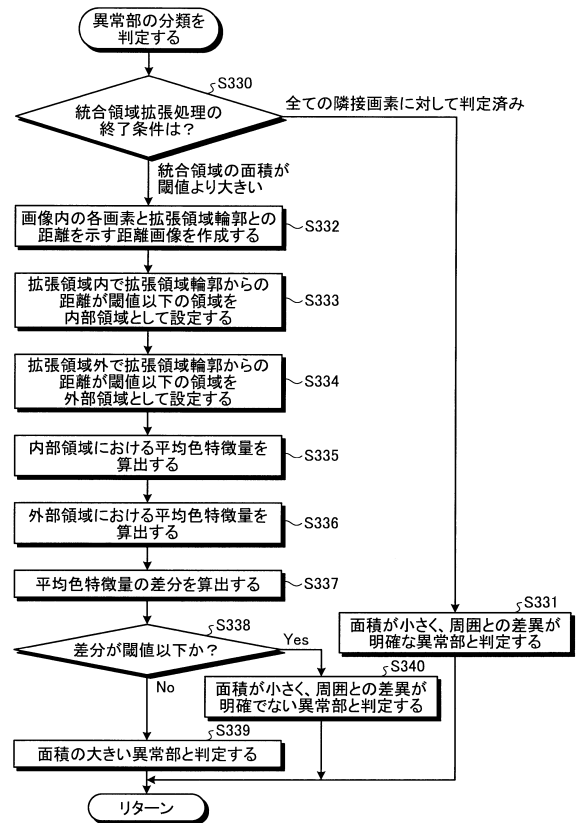 異常部の分類を
判定する
S330
統合領域拡張処理の
終了条件は？
全ての隣接画素に対して判定済み
統合領域の面積が
閾値より大きい
画像内の各画素と拡張領域輪郭との
距離を示す距離画像を作成する
S332
拡張領域内で拡張領域輪郭からの
距離が閾値以下の領域を
内部領域として設定する
S333
拡張領域外で拡張領域輪郭からの
距離が閾値以下の領域を
外部領域として設定する
S334
内部領域における平均色特徴量を
算出する
S335
外部領域における平均色特徴量を
算出する
S336
平均色特徴量の差分を算出する
S337
S338
差分が閾値以下か？
Yes
No
S331
面積が小さく、周囲との差異が
明確な異常部と判定する
S340
面積が小さく、周囲との差異が
明確でない異常部と判定する
S339
面積の大きい異常部と判定する
リターン